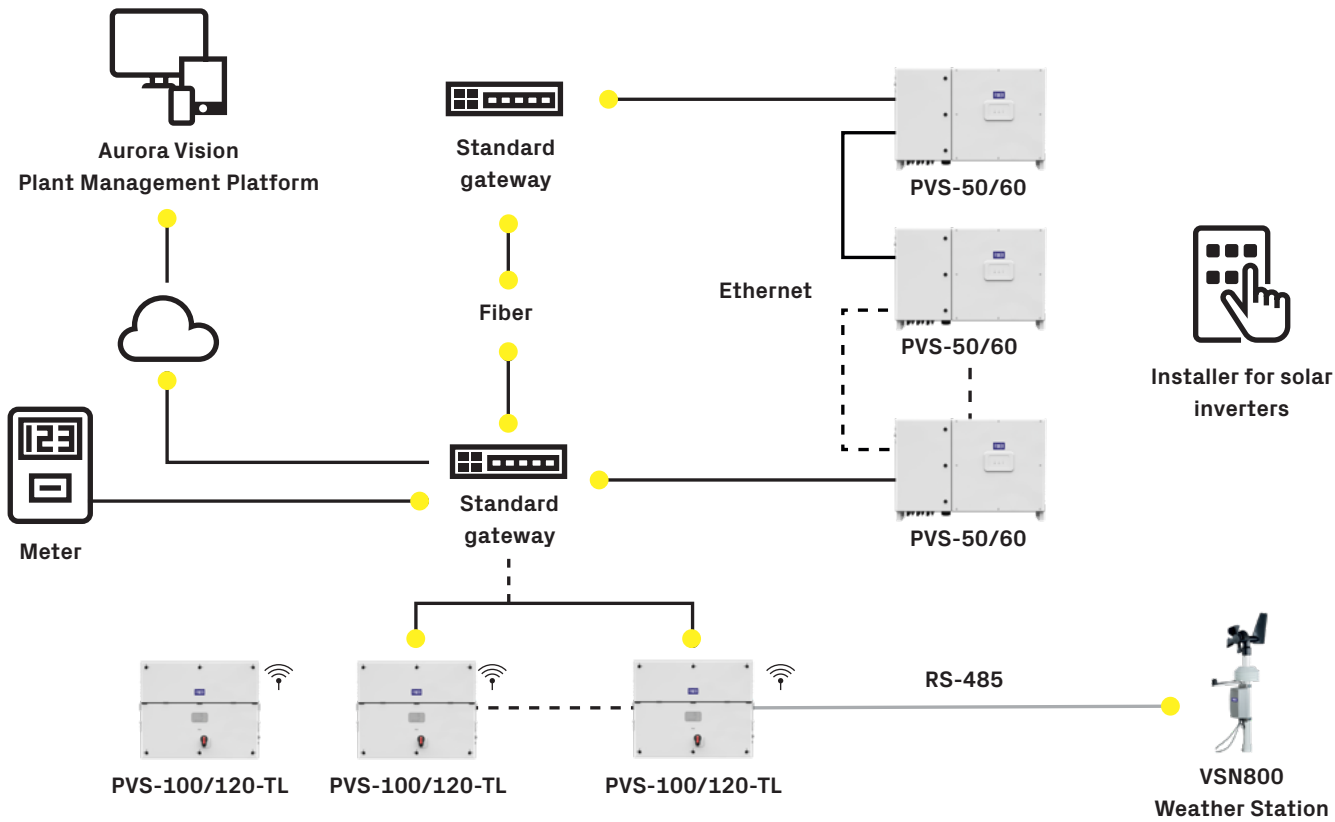 Aurora Vision
Plant Management Platform
Standard
gateway
PVS-50/60
Fiber
Ethernet
PVS-50/60
Installer for solar
inverters
123
Meter
Standard
gateway
PVS-50/60
RS-485
PVS-100/120-TL
PVS-100/120-TL
PVS-100/120-TL
VSN800
Weather Station